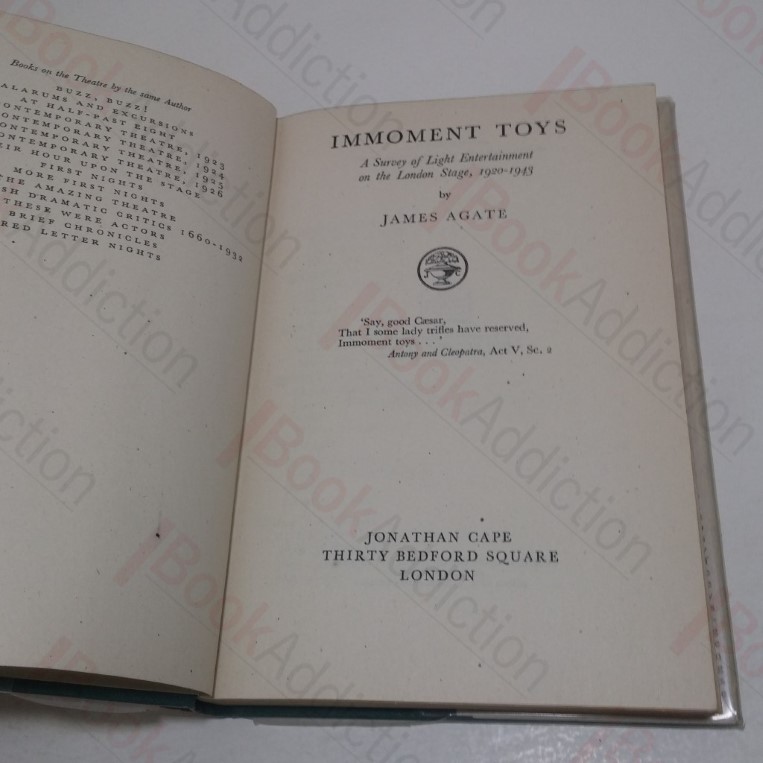 Books on the Theatre by the same Author
BUZZ, BUZZ!
ALARUMS AND EXCURSIONS
AT HALF-PAST EIGHT
CONTEMPORARY THEATRE, 1923
CONTEMPORARY THEATRE, 1924
CONTEMPORARY THEATRE, 1925
CONTEMPORARY THEATRE, 1926
HOUR UPON THE STAGE
FIRST NIGHTS
MORE FIRST NIGHTS
THE AMAZING THEATRE
DRAMATIC CRITICS 1660-1932
THESE WERE ACTORS
BRIEF CHRONICLES
RED LETTER NIGHTS
IMMOMENT TOYS
A Survey of Light Entertainment
on the London Stage, 1920-1943
by
JAMES AGATE
J C
'Say, good Cæsar,
That I some lady trifles have reserved,
Immoment toys . . .'
Antony and Cleopatra, Act V, Sc. 2
JONATHAN CAPE
THIRTY BEDFORD SQUARE
LONDON
BookAddiction